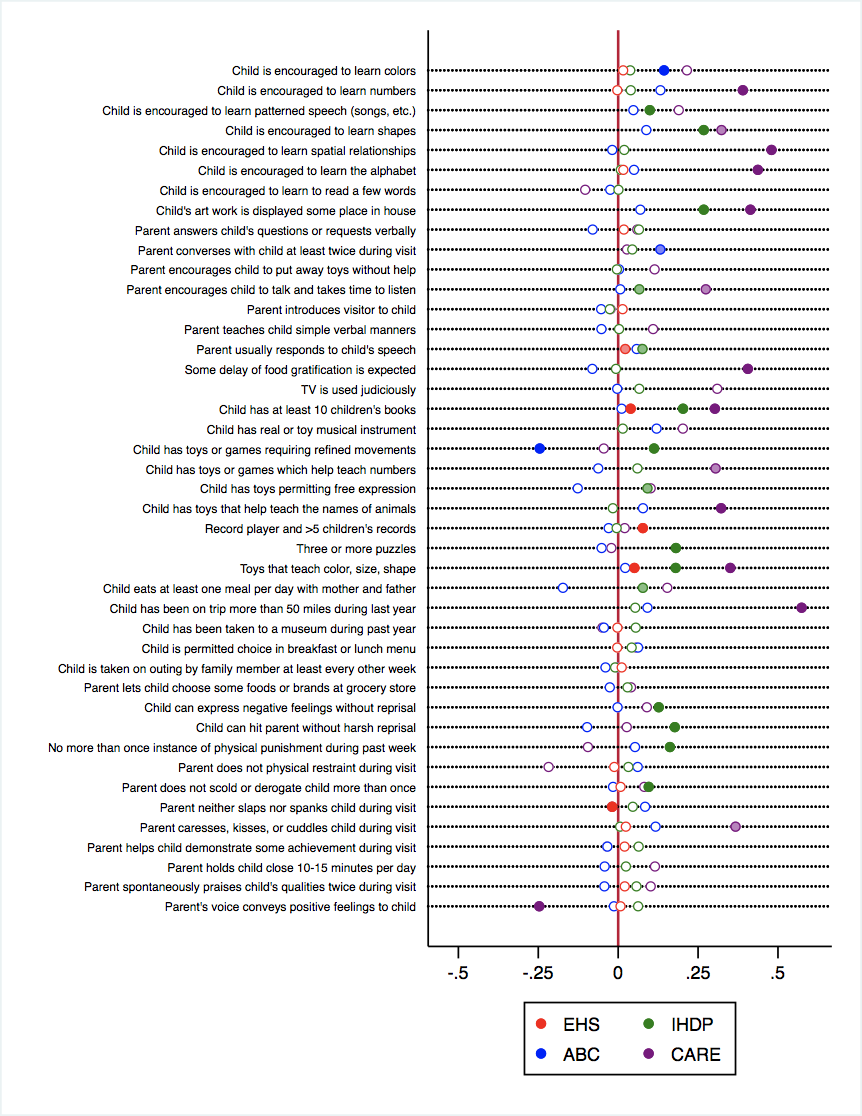 Child is encouraged to learn colors
Child is encouraged to learn numbers
Child is encouraged to learn patterned speech (songs, etc.)
Child is encouraged to learn shapes
Child is encouraged to learn spatial relationships
Child is encouraged to learn the alphabet
Child is encouraged to learn to read a few words
Child's art work is displayed some place in house
Parent answers child's questions or requests verbally
Parent converses with child at least twice during visit
Parent encourages child to put away toys without help
Parent encourages child to talk and takes time to listen
Parent introduces visitor to child
Parent teaches child simple verbal manners
Parent usually responds to child's speech
Some delay of food gratification is expected
TV is used judiciously
Child has at least 10 children's books
Child has real or toy musical instrument
Child has toys or games requiring refined movements
Child has toys or games which help teach numbers
Child has toys permitting free expression
Child has toys that help teach the names of animals
Record player and >5 children's records
Three or more puzzles
Toys that teach color, size, shape
Child eats at least one meal per day with mother and father
Child has been on trip more than 50 miles during last year
Child has been taken to a museum during past year
Child is permitted choice in breakfast or lunch menu
Child is taken on outing by family member at least every other week
Parent lets child choose some foods or brands at grocery store
Child can express negative feelings without reprisal
Child can hit parent without harsh reprisal
No more than once instance of physical punishment during past week
Parent does not physical restraint during visit
Parent does not scold or derogate child more than once
Parent neither slaps nor spanks child during visit
Parent caresses, kisses, or cuddles child during visit
Parent helps child demonstrate some achievement during visit
Parent holds child close 10-15 minutes per day
Parent spontaneously praises child's qualities twice during visit
Parent's voice conveys positive feelings to child
-.5 -.25 0 .25 .5
EHS IHDP
ABC CARE